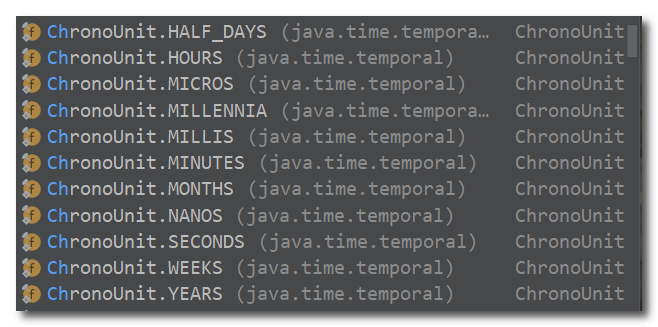 ChronoUnit.HALF_DAYS (java.time.tempora… ChronoUnit
ChronoUnit.HOURS (java.time.temporal) ChronoUnit
ChronoUnit.MICROS (java.time.temporal) ChronoUnit
ChronoUnit.MILLENNIA (java.time.tempora… ChronoUnit
ChronoUnit.MILLIS (java.time.temporal) ChronoUnit
ChronoUnit.MINUTES (java.time.temporal) ChronoUnit
ChronoUnit.MONTHS (java.time.temporal) ChronoUnit
ChronoUnit.NANOS (java.time.temporal) ChronoUnit
ChronoUnit.SECONDS (java.time.temporal) ChronoUnit
ChronoUnit.WEEKS (java.time.temporal) ChronoUnit
ChronoUnit.YEARS (java.time.temporal) ChronoUnit